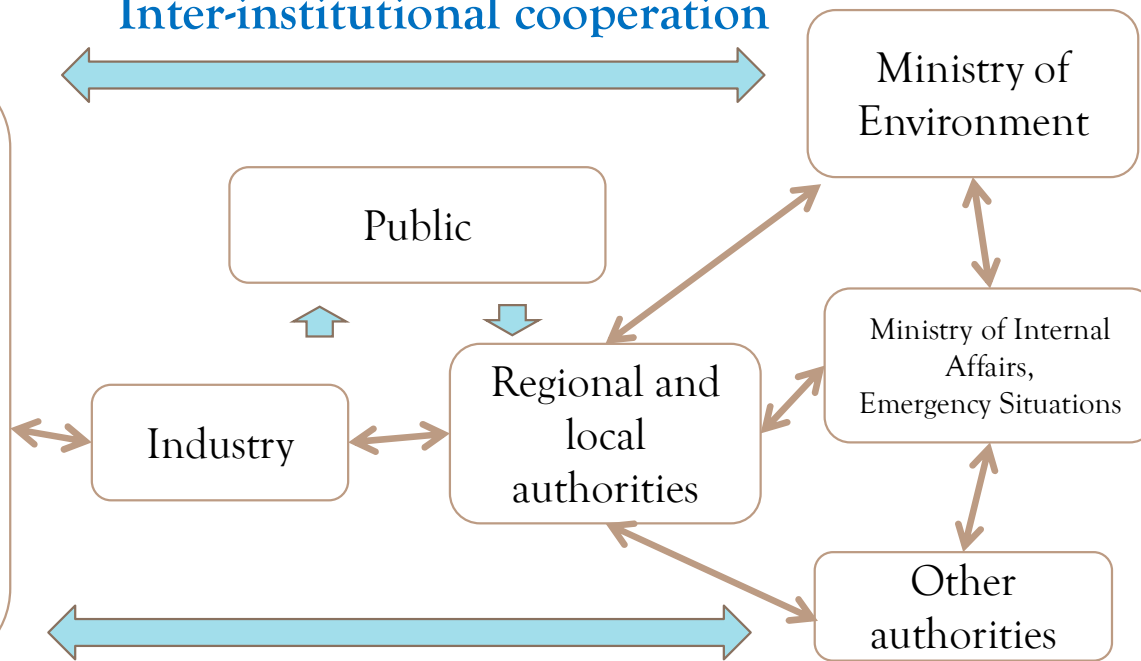 Inter-institutional cooperation
Ministry of
Environment
Public
Ministry of Internal
Affairs,
Emergency Situations
Regional and
local
authorities
Industry
Other
authorities